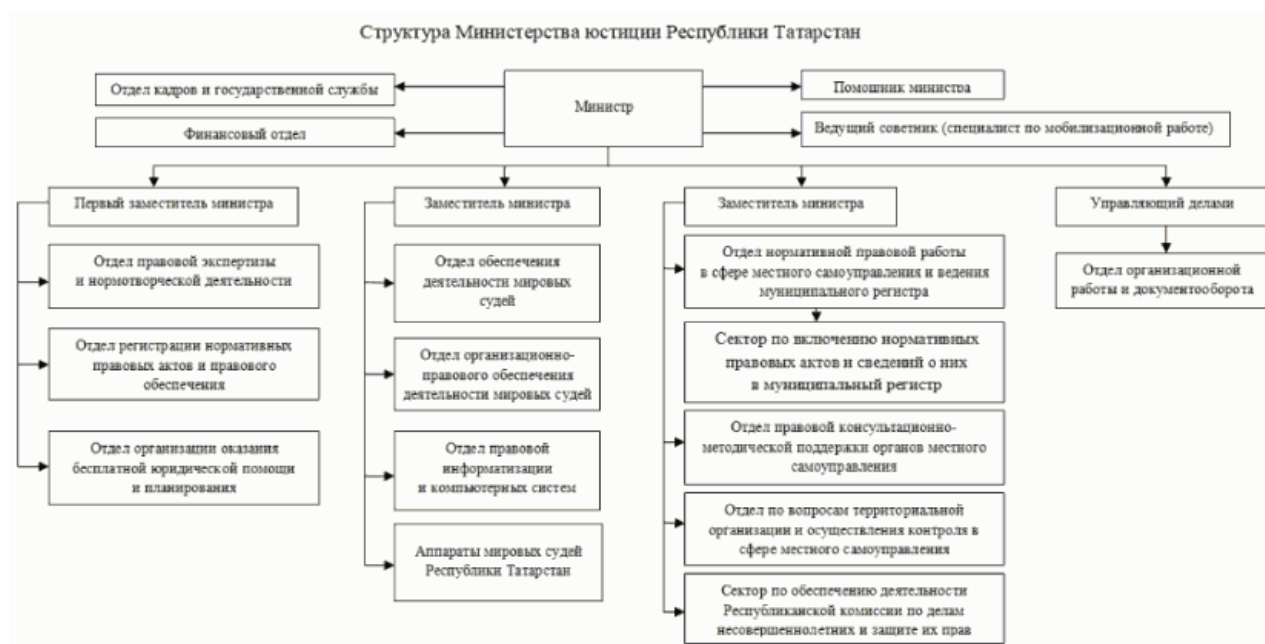 Структура Министерства юстиции Республики Татарстан
Отдел кадров и государственной службы
Министр
Помошник министра
Финансовый отдел
Ведущий советник (специалист по мобилизационной работе)
Первый заместитель министра
Отдел правовой экспертизы
и нормотворческой деятельности
Отдел регистрации нормативных
правовых актов и правового
обеспечения
Отдел организации оказания
бесплатной юридической помощи
и планирования
Заместитель министра
Отдел обеспечения
деятельности мировых
судей
Отдел организационно-
правового обеспечения
деятельности мировых судей
Отдел правовой
информатизации
и компьютерных систем
Аппараты мировых судей
Республики Татарстан
Заместитель министра
Отдел нормативной правовой работы
в сфере местного самоуправления и ведения
муниципального регистра
Сектор по включению нормативных
правовых актов и сведений о них
в муниципальный регистр
Отдел правовой консультационно-
методической поддержки органов местного
самоуправления
Отдел по вопросам территориальной
организации и осуществления контроля в
сфере местного самоуправления
Сектор по обеспечению деятельности
Республиканской комиссии по делам
несовершеннолетних и защите их прав
Управляющий делами
Отдел организационной
работы и документооборота